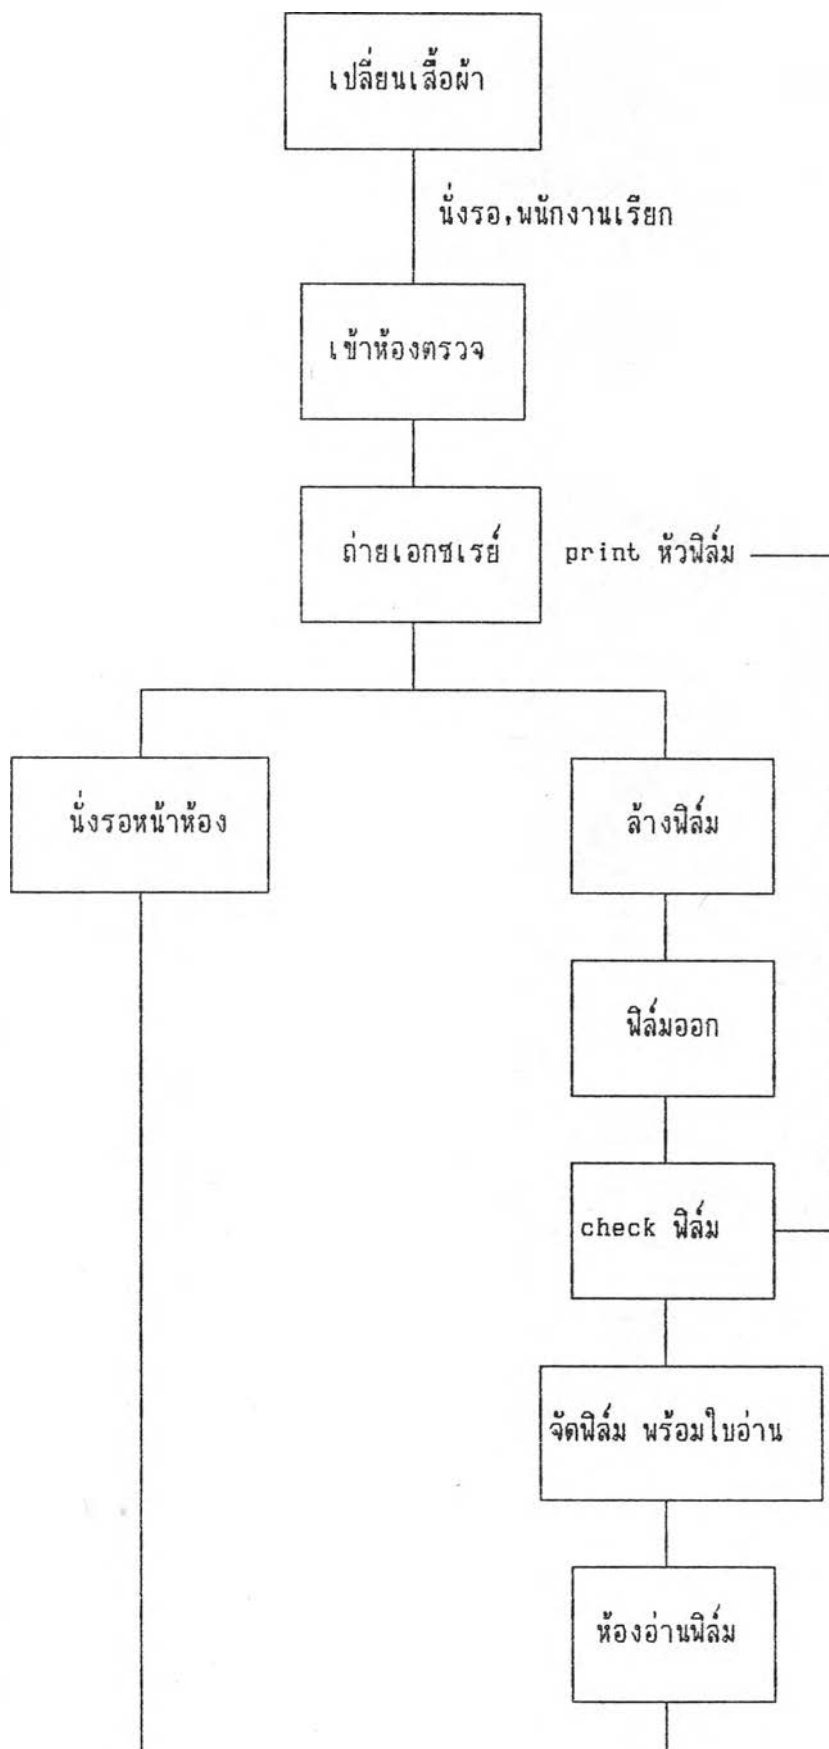 เปลี่ยนเสื้อผ้า
นั่งรอ,พนักงานเรียก
เข้าห้องตรวจ
ถ่ายเอกซเรย์
print หัวฟิล์ม
นั่งรอหน้าห้อง
ล้างฟิล์ม
ฟิล์มออก
check ฟิล์ม
จัดฟิล์ม พร้อมใบอ่าน
ห้องอ่านฟิล์ม